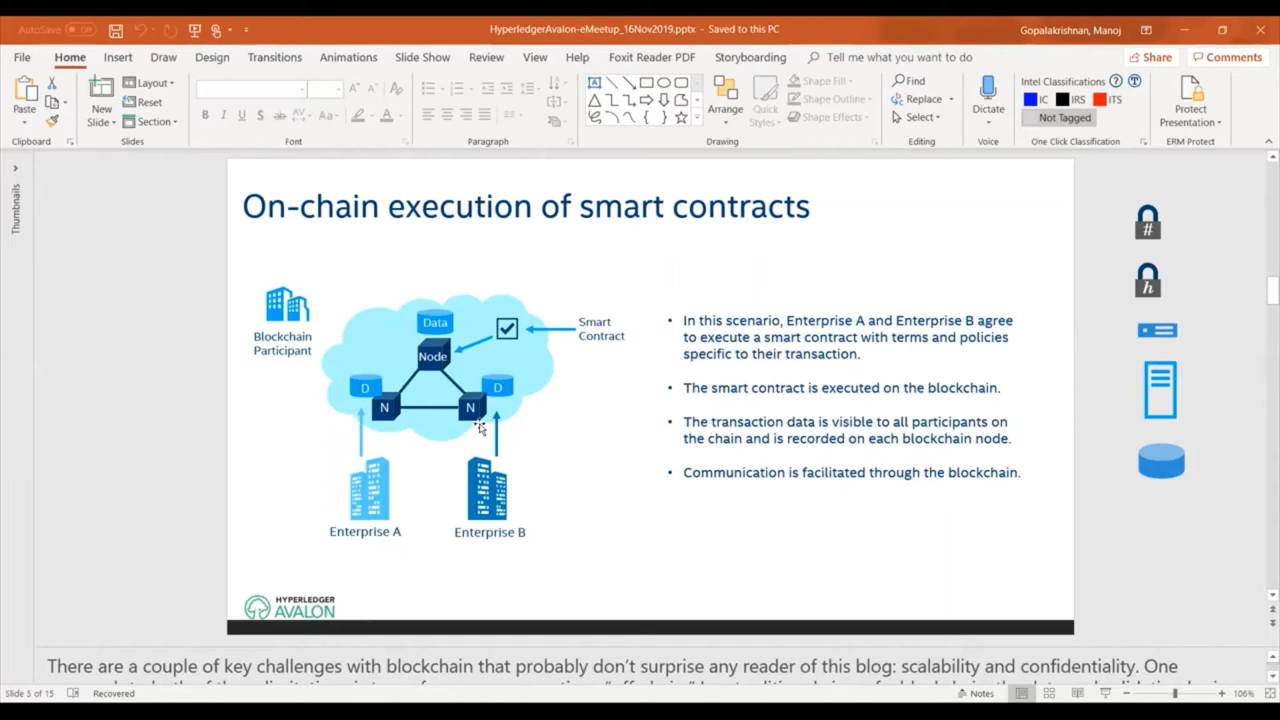 AutoSave Off
HyperledgerAvalon-eMeetup_16Nov2019.pptx - Saved to this PC
Gopalakrishnan, Manoj
File Home Insert Draw Design Transitions Animations Slide Show Foxit Reader PDF Review View Help Storyboarding Tell me what you want to do Share Comments
Paste
New
Slide
Layout
Reset
Section
B I U S ab AV Aa A
Arrange
Quick
Styles
Shape Fill
Shape Outline
Shape Effects
Find
Replace
Select
Dictate
Intel Classifications
IC IRS ITS
Not Tagged
Protect
Presentation
Clipboard Slides Font Paragraph Drawing Editing Voice One Click Classification ERM Protect
Thumbnails
On-chain execution of smart contracts
Blockchain
Participant
Data
Node
D
N
D
N
Smart
Contract
Enterprise A
Enterprise B
• In this scenario, Enterprise A and Enterprise B agree
to execute a smart contract with terms and policies
specific to their transaction.
• The smart contract is executed on the blockchain.
• The transaction data is visible to all participants on
the chain and is recorded on each blockchain node.
• Communication is facilitated through the blockchain.
#
h
HYPERLEDGER
AVALON
There are a couple of key challenges with blockchain that probably don't surprise any reader of this blog: scalability and confidentiality. One
Slide 5 of 15 Recovered Notes 106%